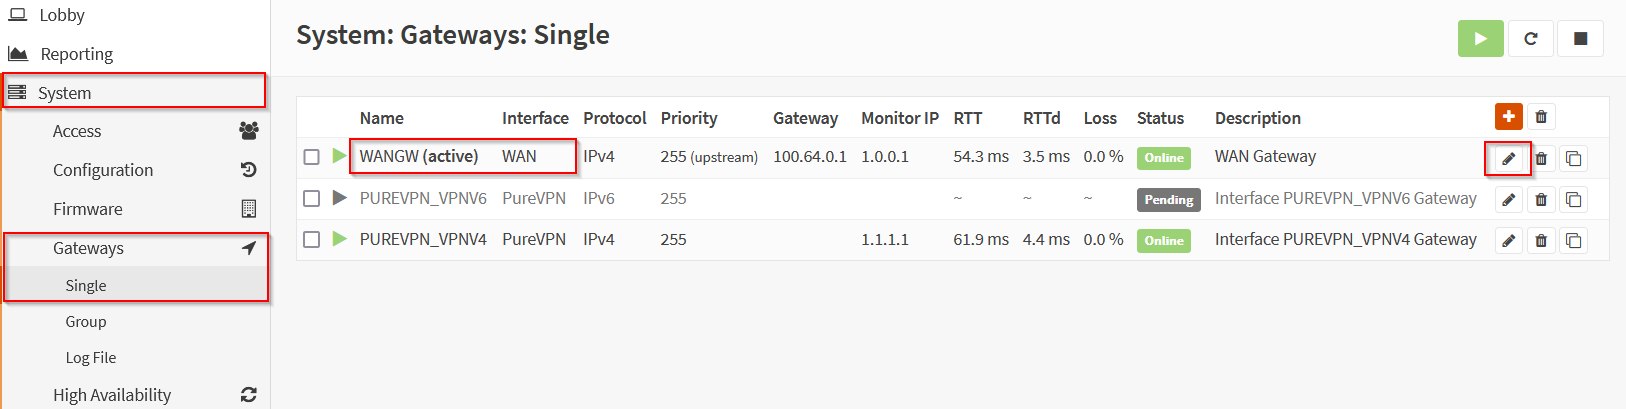 Lobby
Reporting
System
Access
Configuration
Firmware
Gateways
Single
Group
Log File
High Availability
System: Gateways: Single
Name Interface Protocol Priority Gateway Monitor IP RTT RTTd Loss Status Description
WANGW (active) WAN IPv4 255 (upstream) 100.64.0.1 1.0.0.1 54.3 ms 3.5 ms 0.0 % Online WAN Gateway
PUREVPN_VPNV6 PureVPN IPv6 255 ~ ~ ~ Pending Interface PUREVPN_VPNV6 Gateway
PUREVPN_VPNV4 PureVPN IPv4 255 1.1.1.1 61.9 ms 4.4 ms 0.0 % Online Interface PUREVPN_VPNV4 Gateway